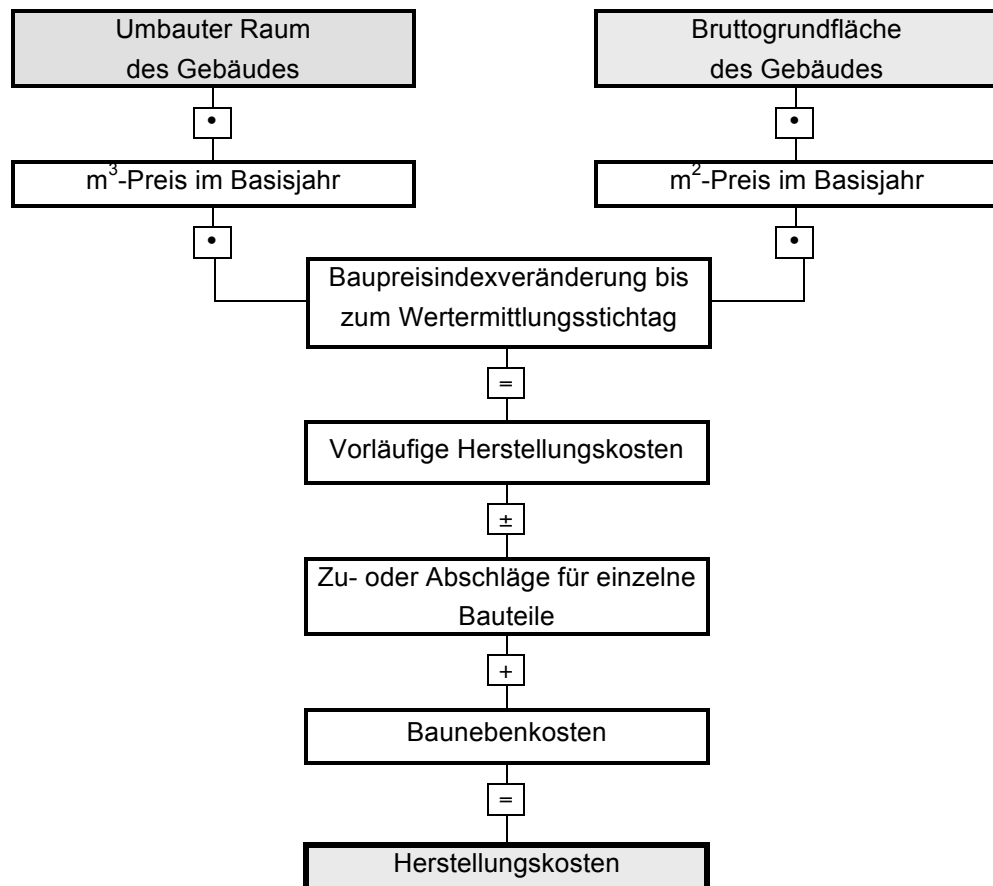 Umbauter Raum
des Gebäudes
Bruttogrundfläche
des Gebäudes
•
•
m³-Preis im Basisjahr
m²-Preis im Basisjahr
•
•
Baupreisindexveränderung bis
zum Wertermittlungsstichtag
=
Vorläufige Herstellungskosten
±
Zu- oder Abschläge für einzelne
Bauteile
+
Baunebenkosten
=
Herstellungskosten